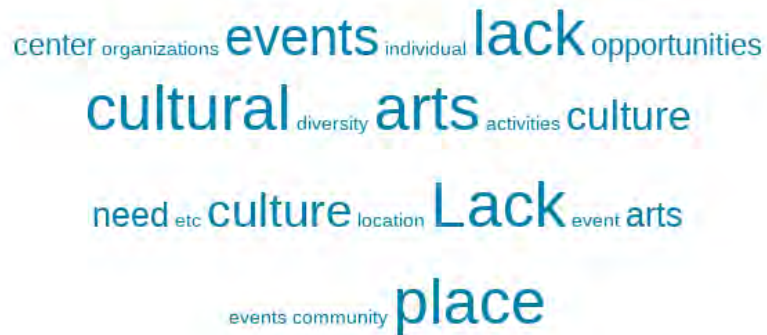 center organizations events individual lack opportunities
cultural diversity arts activities culture
need etc culture location Lack event arts
events community place